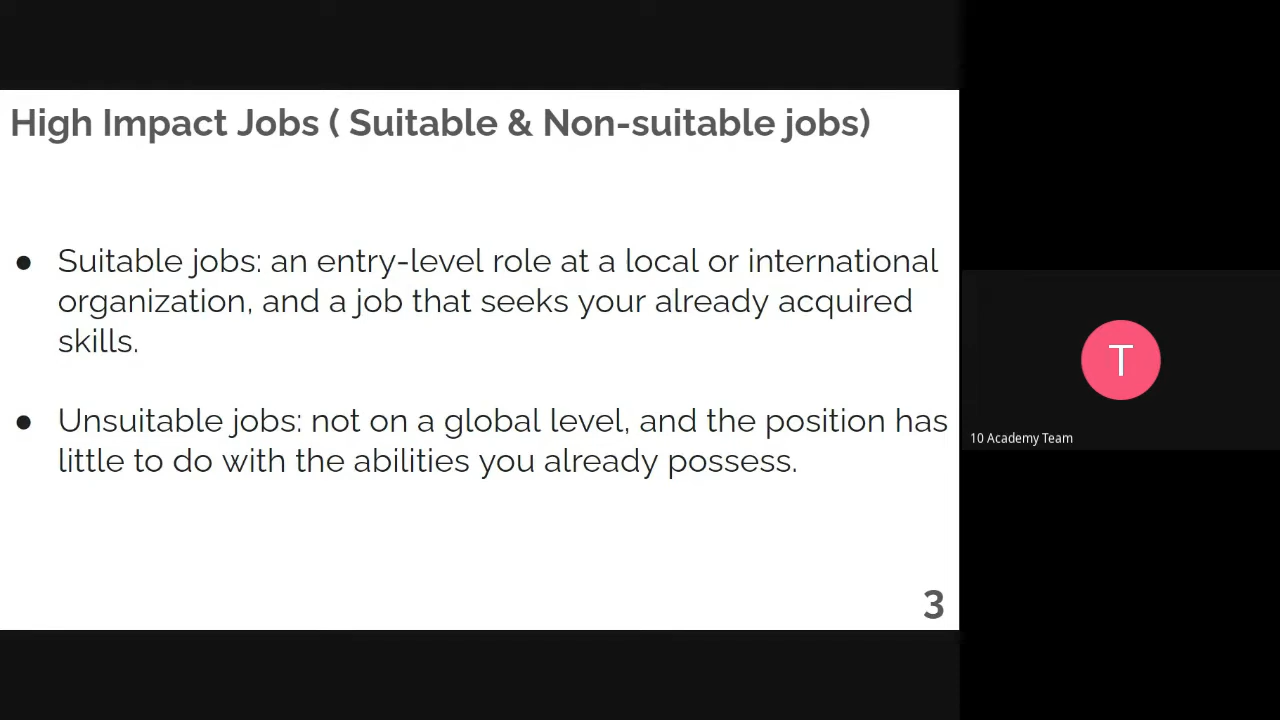 High Impact Jobs ( Suitable & Non-suitable jobs)
● Suitable jobs: an entry-level role at a local or international
organization, and a job that seeks your already acquired
skills.
● Unsuitable jobs: not on a global level, and the position has
little to do with the abilities you already possess.
3
T
10 Academy Team